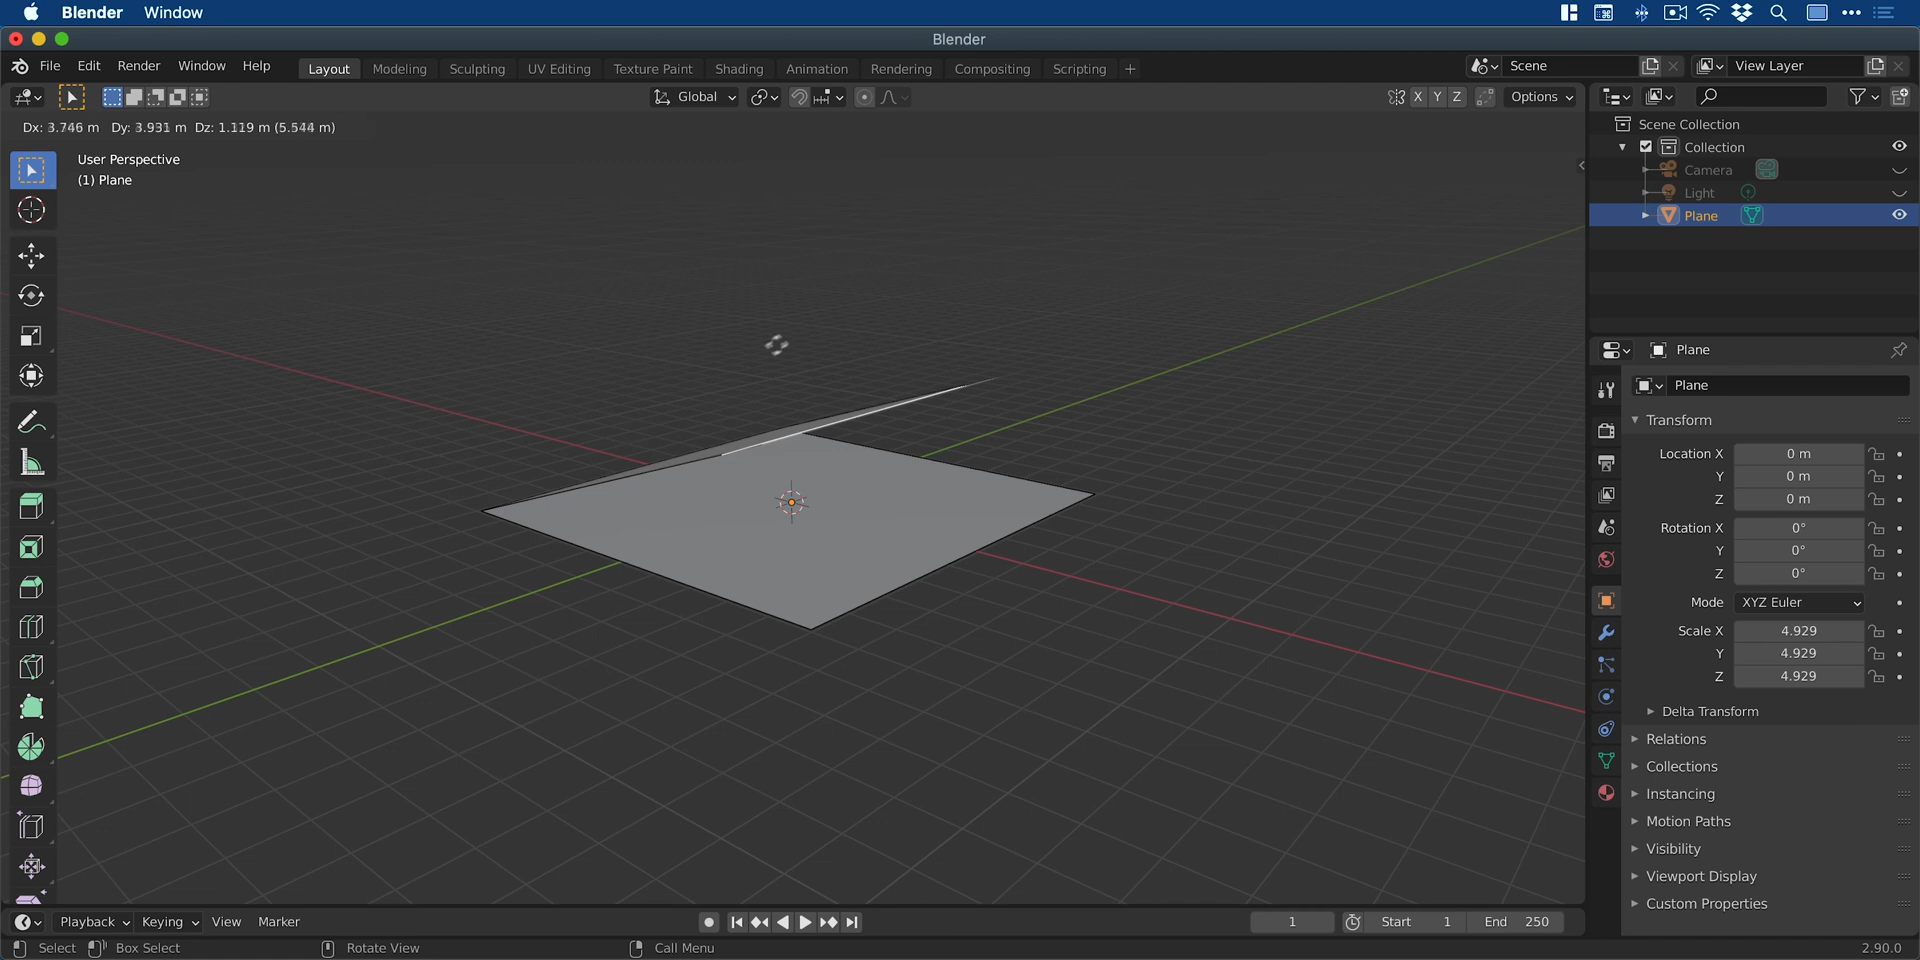 Blender Window
Blender
File Edit Render Window Help Layout Modeling Sculpting UV Editing Texture Paint Shading Animation Rendering Compositing Scripting + Scene View Layer
Global X Y Z Options
Dx: 3.746 m Dy: 3.931 m Dz: 1.119 m (5.544 m)
User Perspective
(1) Plane
Scene Collection
Collection
Camera
Light
Plane
Plane
Plane
Transform
Location X 0 m
Y 0 m
Z 0 m
Rotation X 0°
Y 0°
Z 0°
Mode XYZ Euler
Scale X 4.929
Y 4.929
Z 4.929
Delta Transform
Relations
Collections
Instancing
Motion Paths
Visibility
Viewport Display
Custom Properties
Playback Keying View Marker 1 Start 1 End 250
Select Box Select Rotate View Call Menu 2.90.0